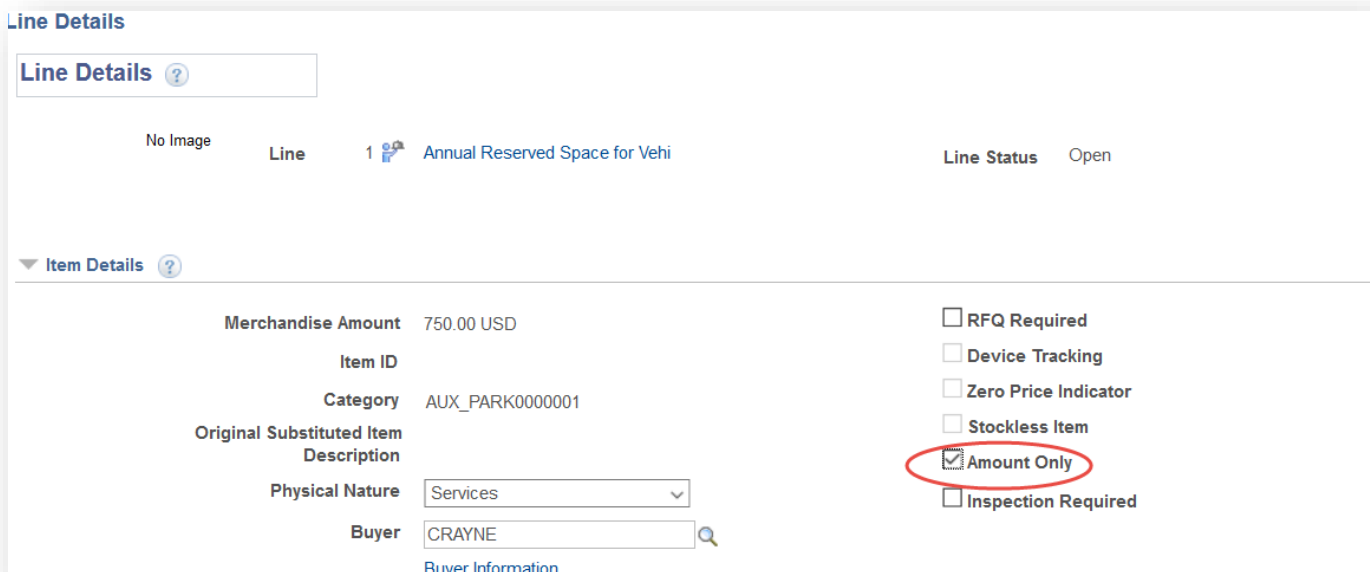 Line Details
Line Details ?
No Image
Line 1 Annual Reserved Space for Vehi Line Status Open
Item Details ?
Merchandise Amount 750.00 USD
Item ID
Category AUX_PARK0000001
Original Substituted Item
Description
Physical Nature Services
Buyer CRAYNE
Buyer Information
RFQ Required
Device Tracking
Zero Price Indicator
Stockless Item
Amount Only
Inspection Required